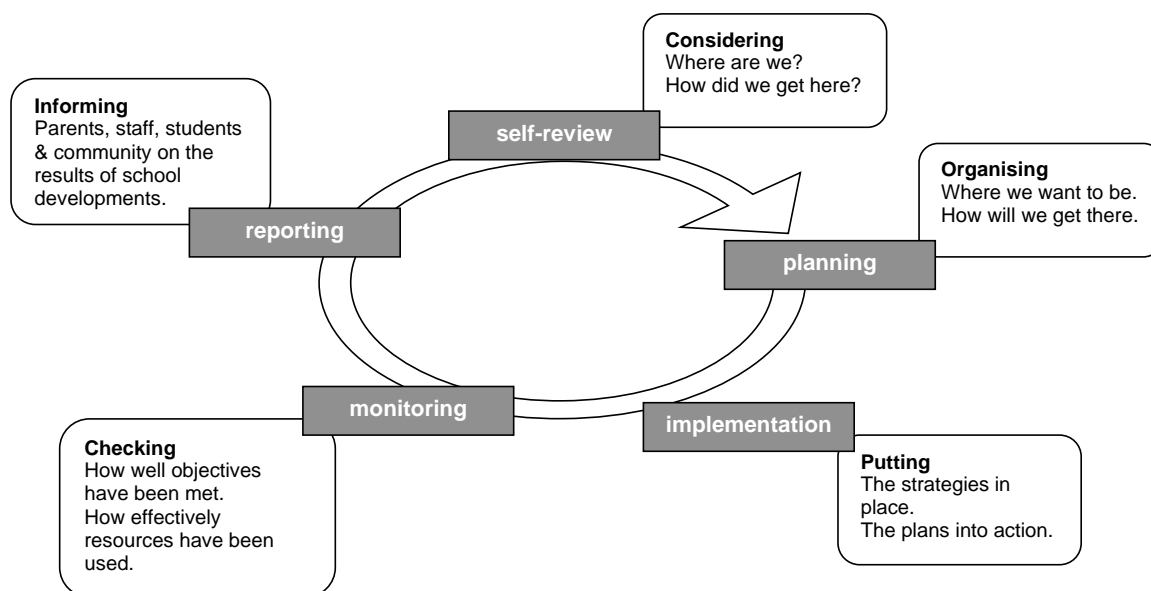 Considering
Where are we?
How did we get here?
self-review
Informing
Parents, staff, students
& community on the
results of school
developments.
reporting
Organising
Where we want to be.
How will we get there.
planning
monitoring
Checking
How well objectives
have been met.
How effectively
resources have been
used.
implementation
Putting
The strategies in
place.
The plans into action.